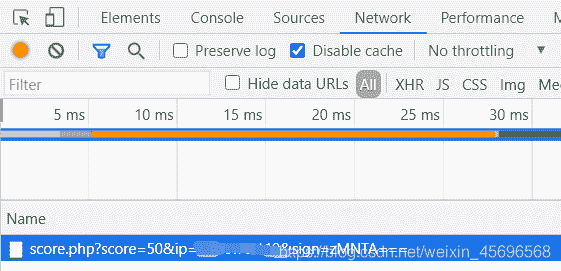 Elements Console Sources Network Performance
Preserve log Disable cache No throttling
Filter Hide data URLs All XHR JS CSS Img Me
5 ms 10 ms 15 ms 20 ms 25 ms 30 ms
Name
score.php?score=50&ip= &sign=zMNTA===
https://blog.csdn.net/weixin_45696568